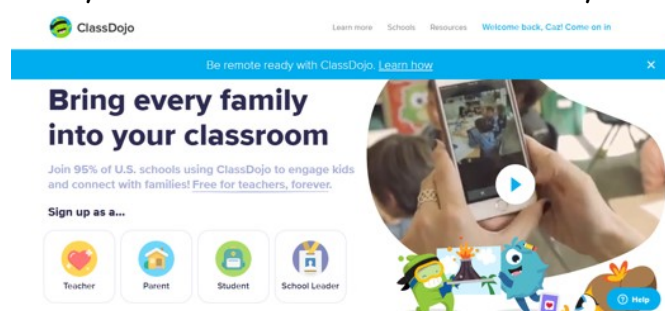 ClassDojo
Learn more Schools Resources Welcome back, Caz! Come on in
Be remote ready with ClassDojo. Learn how
Bring every family
into your classroom
Join 95% of U.S. schools using ClassDojo to engage kids
and connect with families! Free for teachers, forever.
Sign up as a...
Teacher Parent Student School Leader
Help